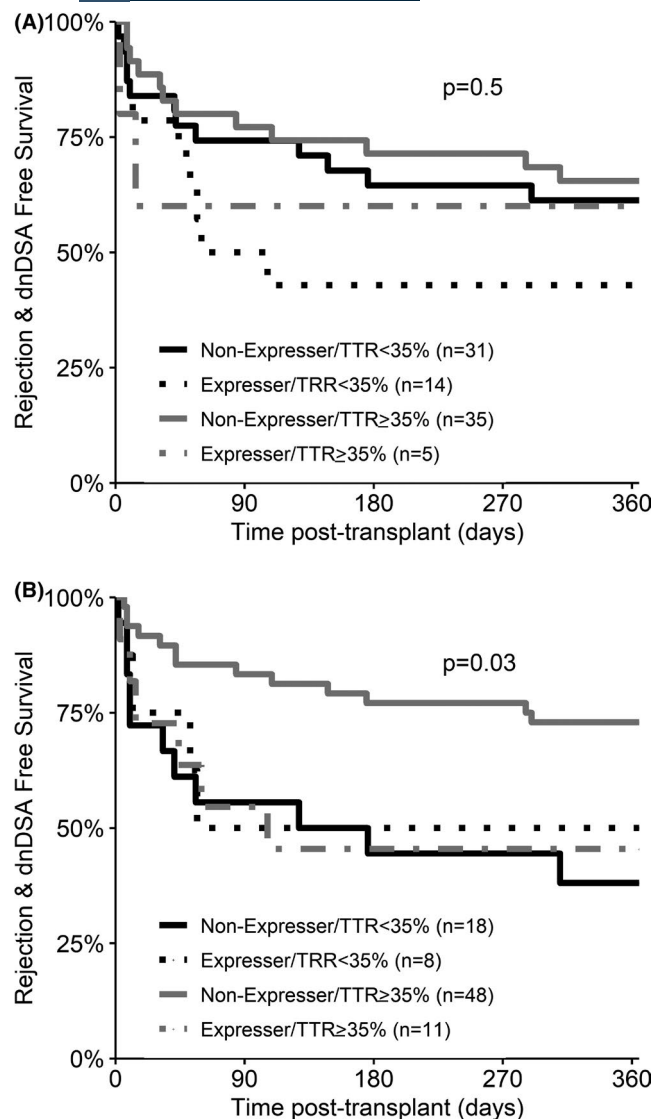 (A)
100%
75%
50%
25%
0%
Rejection & dnDSA Free Survival
p=0.5
Non-Expresser/TTR<35% (n=31)
Expresser/TRR<35% (n=14)
Non-Expresser/TTR≥35% (n=35)
Expresser/TTR≥35% (n=5)
0 90 180 270 360
Time post-transplant (days)
(B)
100%
75%
50%
25%
0%
Rejection & dnDSA Free Survival
p=0.03
Non-Expresser/TTR<35% (n=18)
Expresser/TRR<35% (n=8)
Non-Expresser/TTR≥35% (n=48)
Expresser/TTR≥35% (n=11)
0 90 180 270 360
Time post-transplant (days)